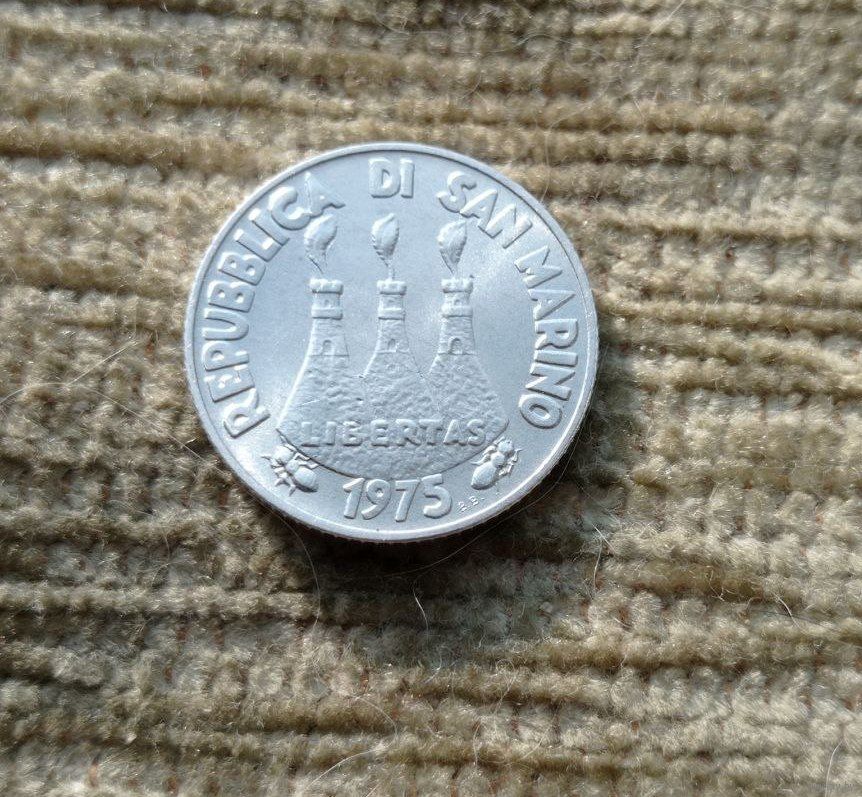 REPUBBLICA DI SAN MARINO
LIBERTAS
1975